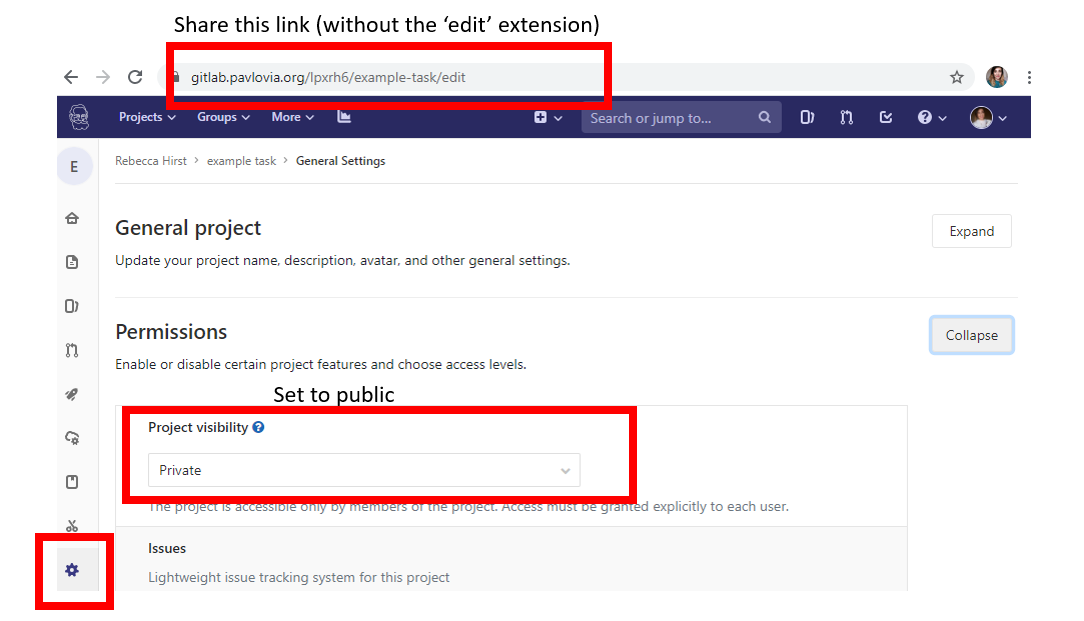 Share this link (without the ‘edit’ extension)
gitlab.pavlovia.org/lpxrh6/example-task/edit
Projects Groups More Search or jump to...
E
Rebecca Hirst > example task > General Settings
General project
Expand
Update your project name, description, avatar, and other general settings.
Permissions
Collapse
Enable or disable certain project features and choose access levels.
Set to public
Project visibility
Private
The project is accessible only by members of the project. Access must be granted explicitly to each user.
Issues
Lightweight issue tracking system for this project